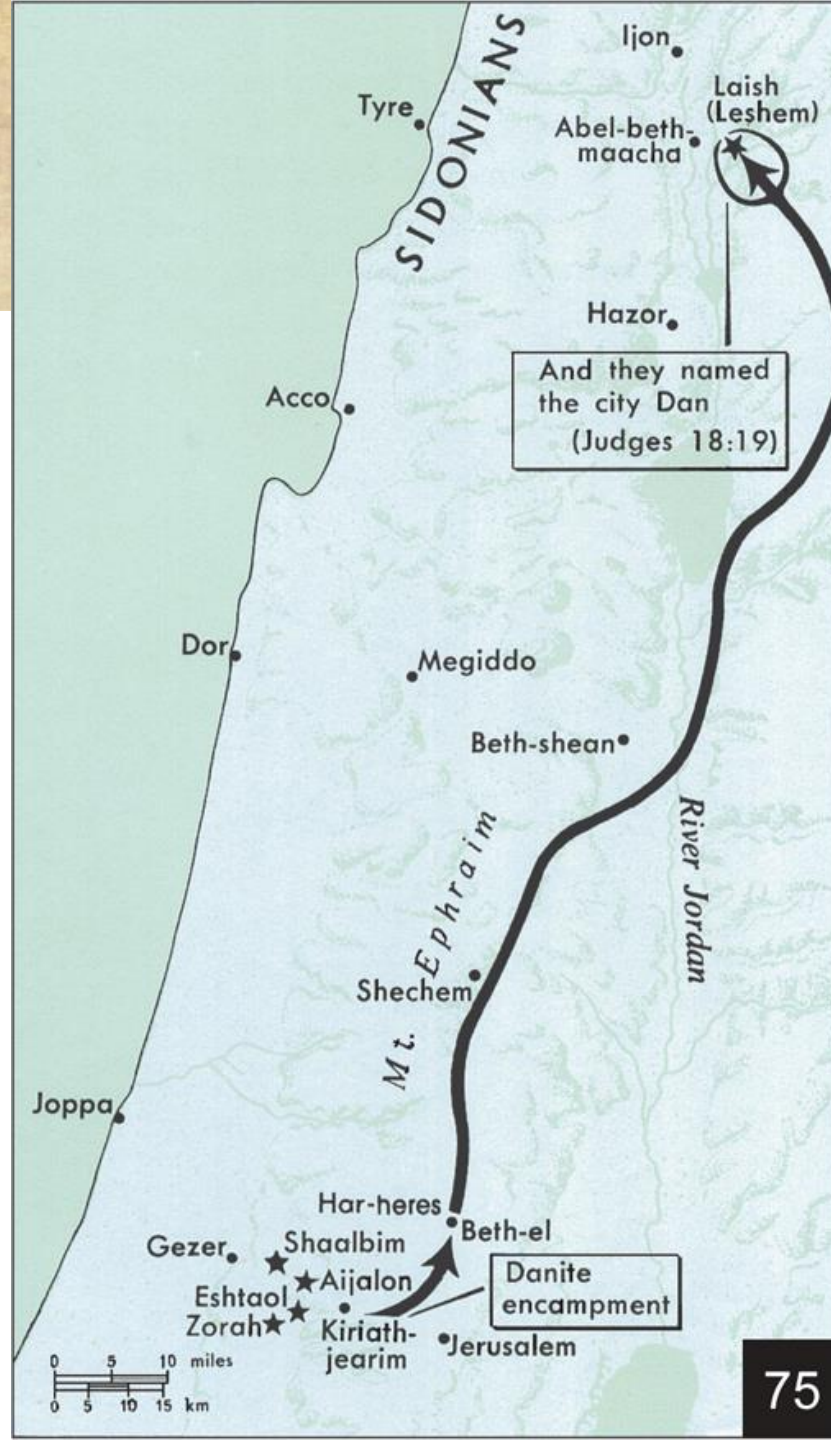 Ijon
Laish
(Leshem)
Tyre
SIDONIANS
Abel-beth-
maacha
Hazor
And they named
the city Dan
(Judges 18:19)
Acco
Dor
Megiddo
Beth-shean
River Jordan
Mt. Ephraim
Shechem
Joppa
Har-heres
Beth-el
Gezer
Shaalbim
Aijalon
Danite
encampment
Eshtaol
Zorah
Kiriath-
jearim
Jerusalem
0 5 10 miles
0 5 10 15 km
75